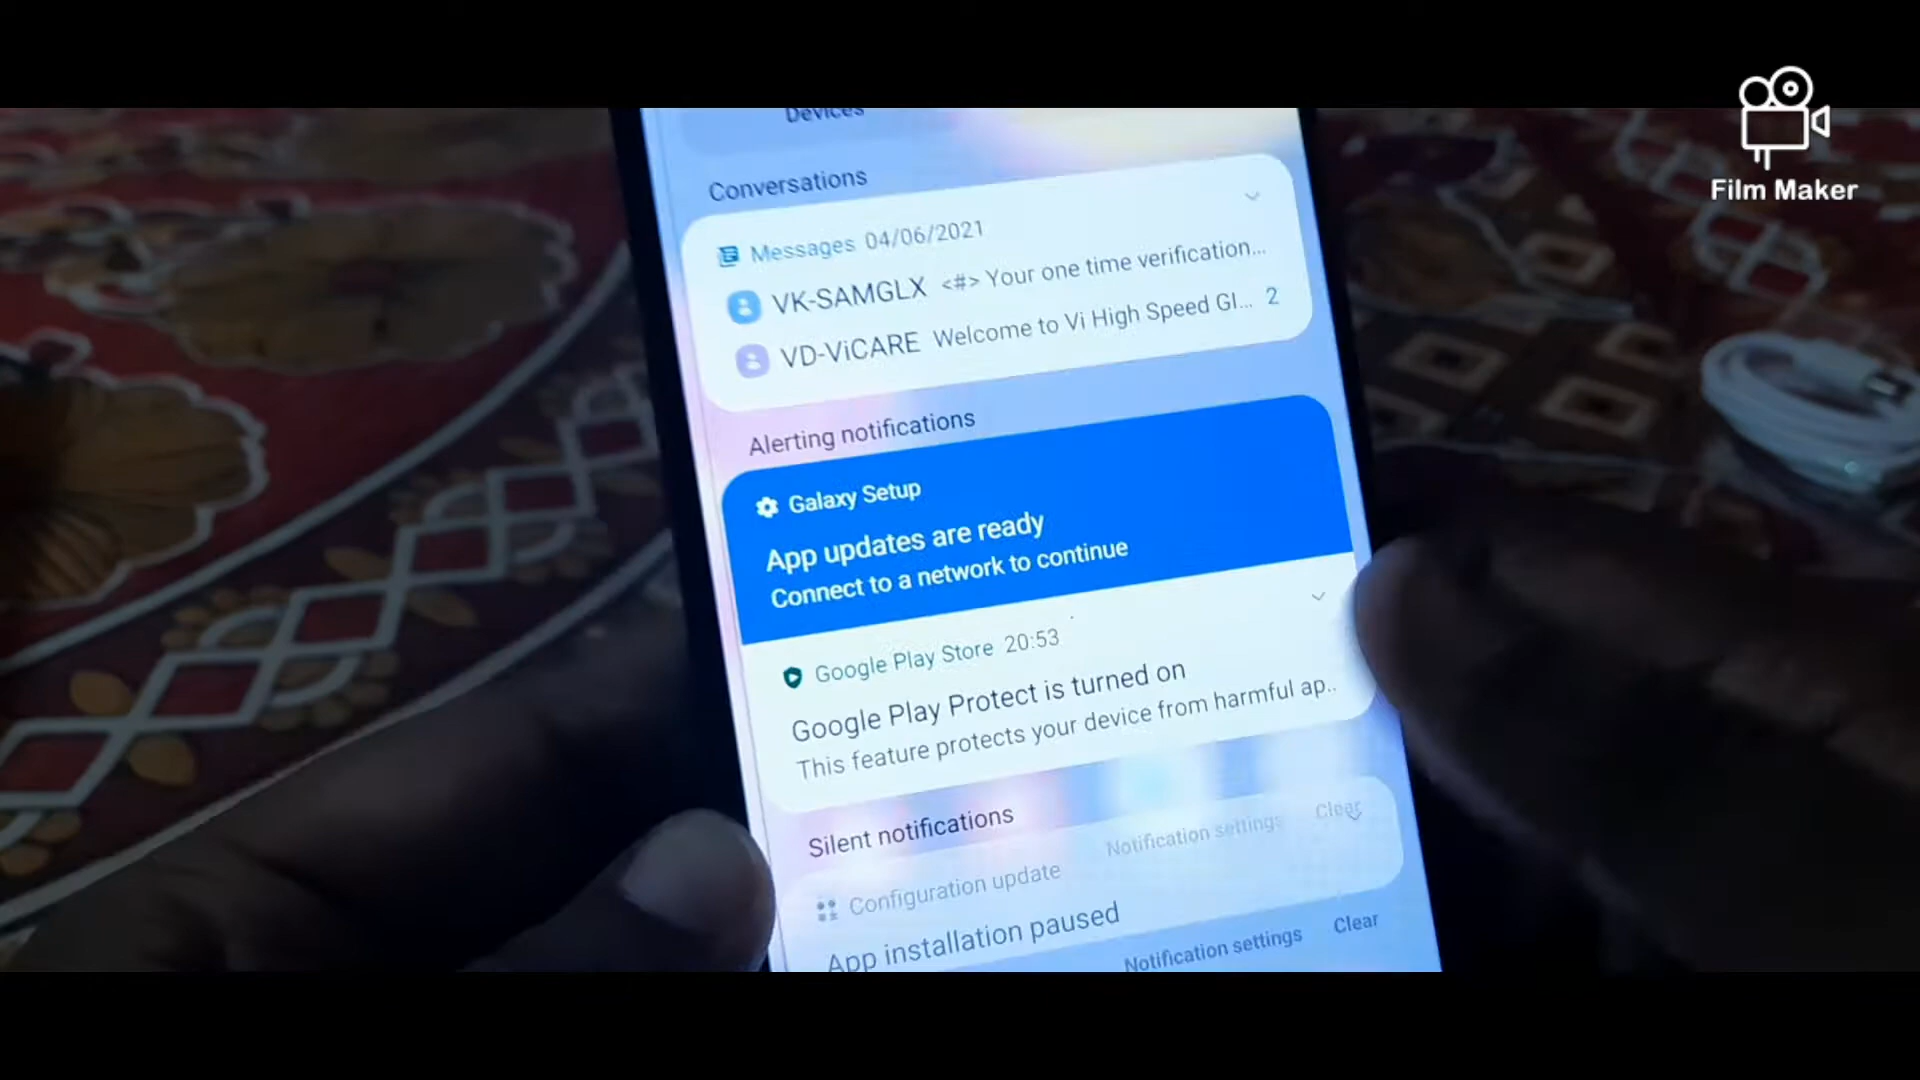 Film Maker
Devices
Conversations
Messages 04/06/2021
VK-SAMGLX <#> Your one time verification...
VD-ViCARE Welcome to Vi High Speed GI... 2
Alerting notifications
Galaxy Setup
App updates are ready
Connect to a network to continue
Google Play Store 20:53
Google Play Protect is turned on
This feature protects your device from harmful ap..
Silent notifications
Notification settings Clear
Configuration update
App installation paused
Notification settings Clear